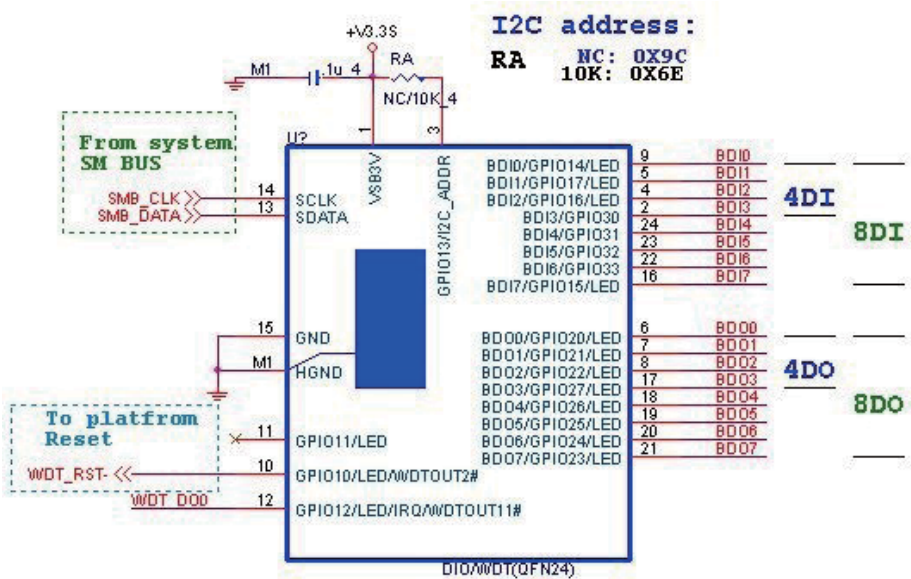 I2C address:
RA NC: 0X9C
10K: 0X6E
+V3.3S
M1 .1u_4 RA
NC/10K_4
From system
SM BUS
SMB_CLK
SMB_DATA
U?
1
3
VSB3V
GPIO13/I2C_ADDR
14 SCLK
13 SDATA
BDI0/GPIO14/LED 9 BDI0
BDI1/GPIO17/LED 5 BDI1
BDI2/GPIO16/LED 4 BDI2
BDI3/GPIO30 2 BDI3
BDI4/GPIO31 24 BDI4
BDI5/GPIO32 23 BDI5
BDI6/GPIO33 22 BDI6
BDI7/GPIO15/LED 16 BDI7
4DI
8DI
15 GND
M1 HGND
BDO0/GPIO20/LED 6 BDO0
BDO1/GPIO21/LED 7 BDO1
BDO2/GPIO22/LED 8 BDO2
BDO3/GPIO27/LED 17 BDO3
BDO4/GPIO26/LED 18 BDO4
BDO5/GPIO25/LED 19 BDO5
BDO6/GPIO24/LED 20 BDO6
BDO7/GPIO23/LED 21 BDO7
4DO
8DO
To platfrom
Reset
WDT_RST-
11 GPIO11/LED
10 GPIO10/LED/WDTOUT2#
WDT_DO0 12 GPIO12/LED/IRQ/WDTOUT11#
DIO/WDT(QFN24)